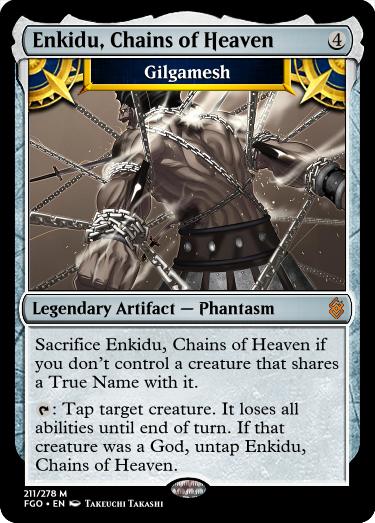 Enkidu, Chains of Heaven 4
Gilgamesh
Legendary Artifact — Phantasm
Sacrifice Enkidu, Chains of Heaven if
you don't control a creature that shares
a True Name with it.
: Tap target creature. It loses all
abilities until end of turn. If that
creature was a God, untap Enkidu,
Chains of Heaven.
211/278 M
FGO • EN Takeuchi Takashi